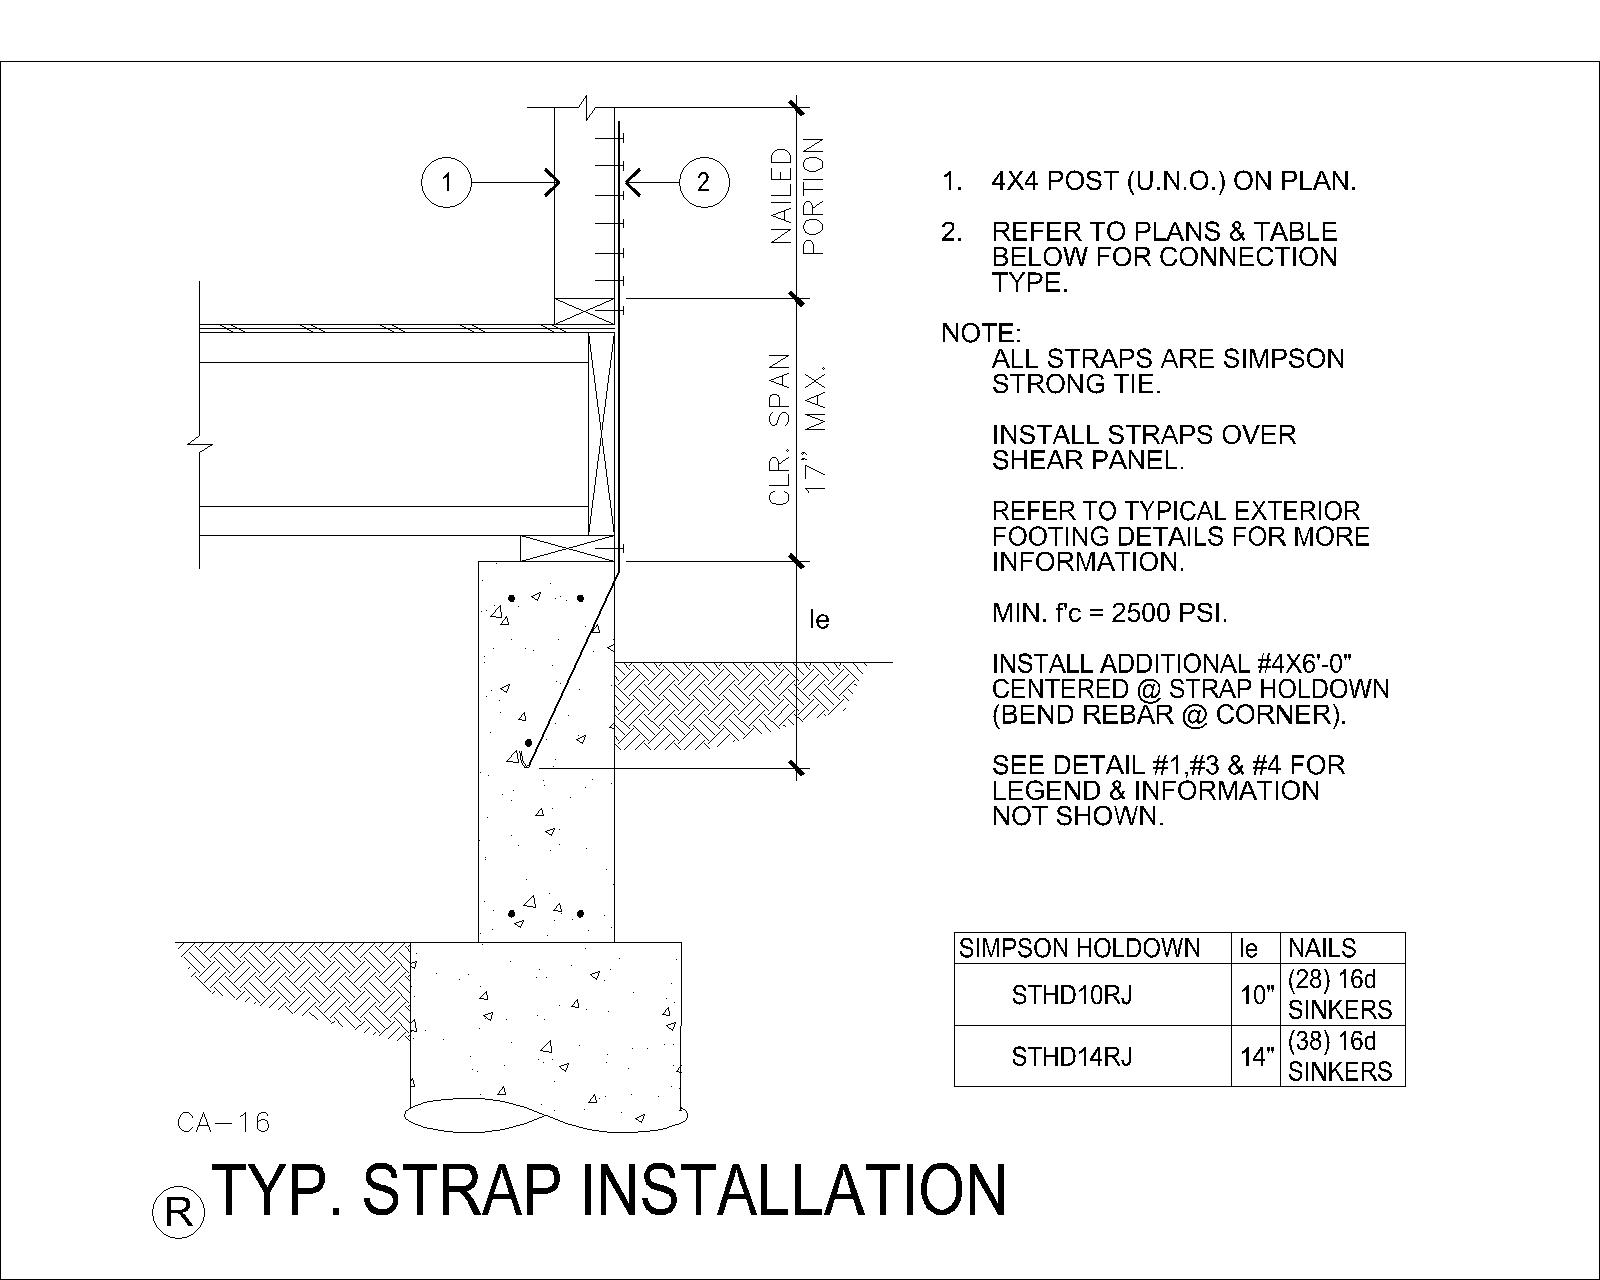 1
2
NAILED
PORTION
CLR. SPAN
17" MAX.
le
1. 4X4 POST (U.N.O.) ON PLAN.
2. REFER TO PLANS & TABLE
BELOW FOR CONNECTION
TYPE.
NOTE:
ALL STRAPS ARE SIMPSON
STRONG TIE.
INSTALL STRAPS OVER
SHEAR PANEL.
REFER TO TYPICAL EXTERIOR
FOOTING DETAILS FOR MORE
INFORMATION.
MIN. f'c = 2500 PSI.
INSTALL ADDITIONAL #4X6'-0"
CENTERED @ STRAP HOLDOWN
(BEND REBAR @ CORNER).
SEE DETAIL #1,#3 & #4 FOR
LEGEND & INFORMATION
NOT SHOWN.
SIMPSON HOLDOWN le NAILS
STHD10RJ 10" (28) 16d
SINKERS
STHD14RJ 14" (38) 16d
SINKERS
CA-16
R TYP. STRAP INSTALLATION